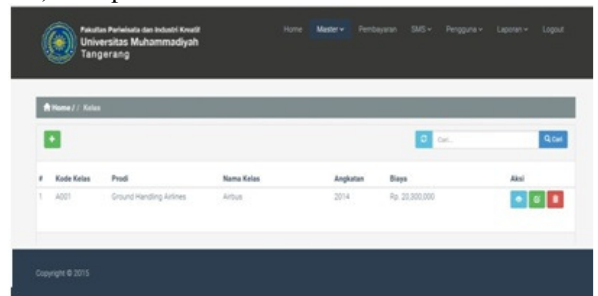 Fakultas Pariwisata dan Industri Kreatif
Universitas Muhammadiyah
Tangerang
Home Master Pembayaran SMS Pengguna Laporan Logout
Home / / Kelas
Cari... Cari
# Kode Kelas Prodi Nama Kelas Angkatan Biaya Aksi
1 A001 Ground Handling Airlines Airbus 2014 Rp. 20,300,000
Copyright © 2015